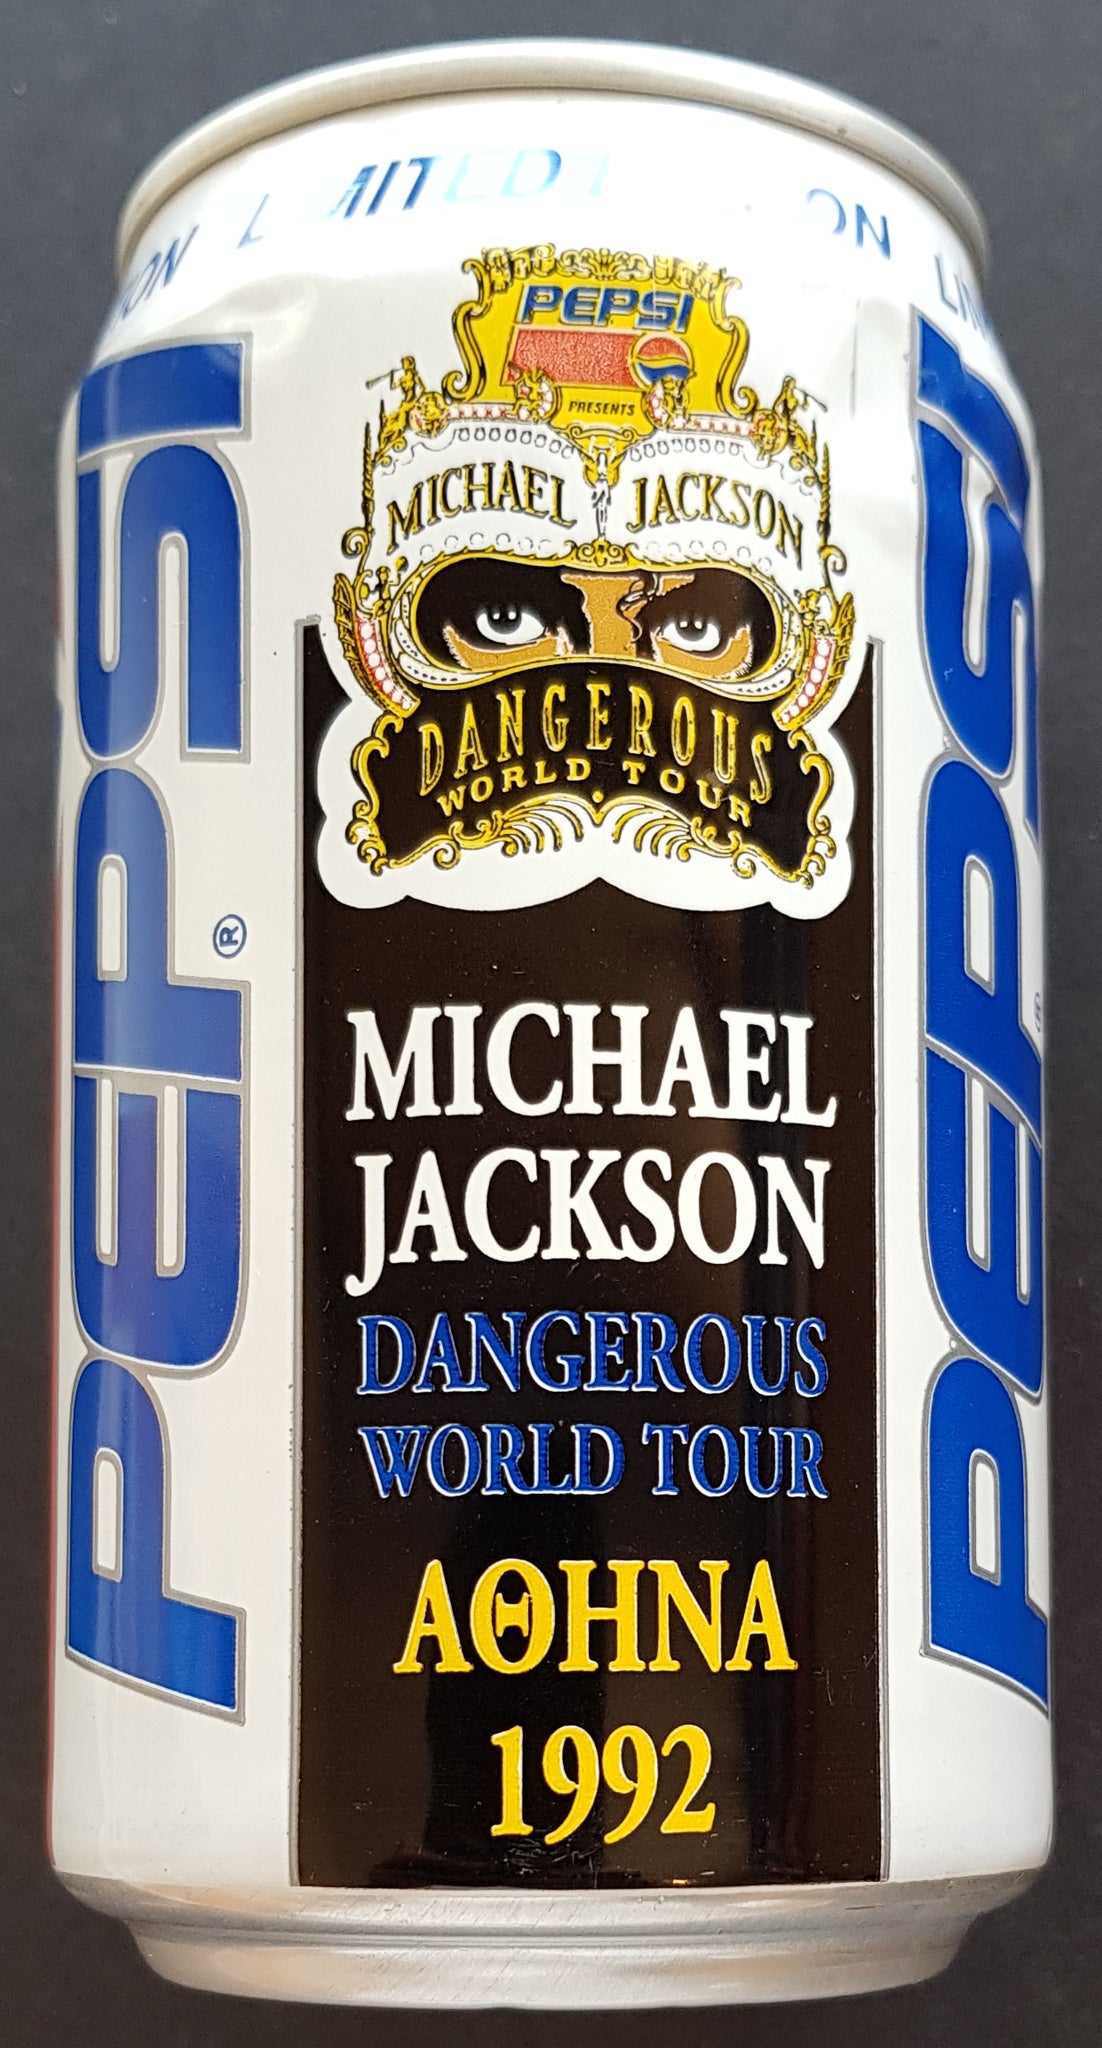 LIMITED
PEPSI
PRESENTS
MICHAEL JACKSON
DANGEROUS
WORLD TOUR
MICHAEL
JACKSON
DANGEROUS
WORLD TOUR
ΑΘΗΝΑ
1992
PEPSI®
PEPSI®